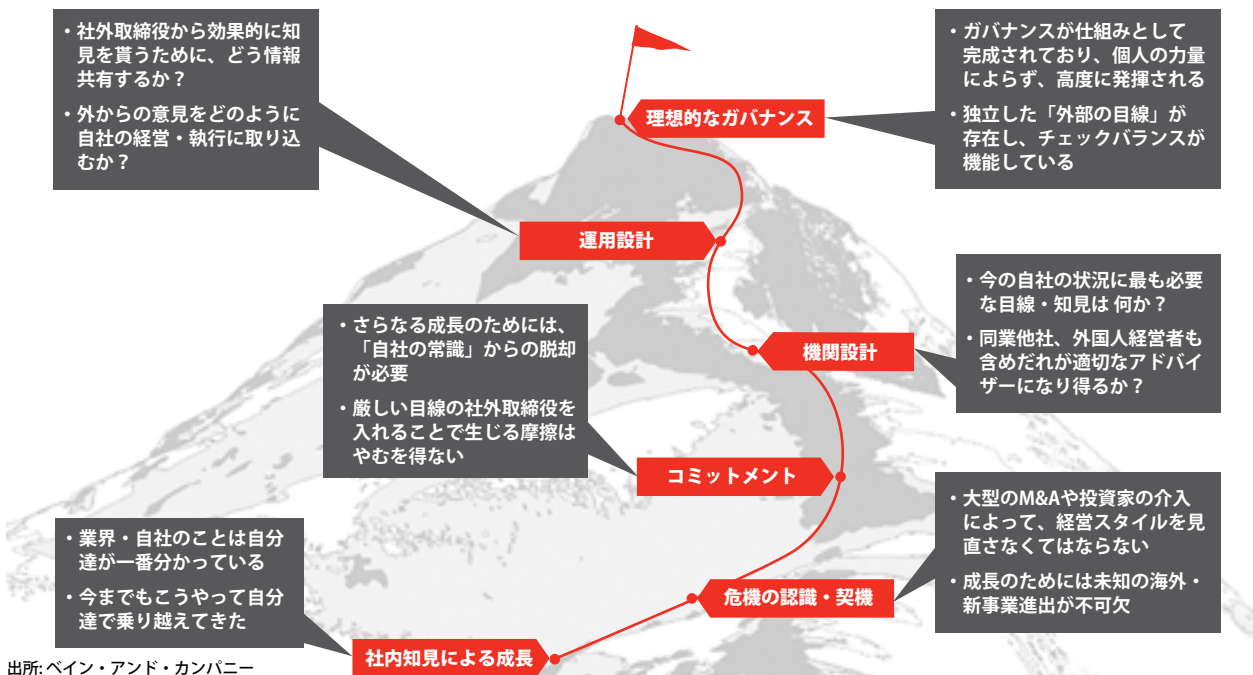 ・社外取締役から効果的に知
見を貰うために、どう情報
共有するか？
・外からの意見をどのように
自社の経営・執行に取り込
むか？
・ガバナンスが仕組みとして
完成されており、個人の力量
によらず、高度に発揮される
・独立した「外部の目線」が
存在し、チェックバランスが
機能している
理想的なガバナンス
運用設計
・今の自社の状況に最も必要
な目線・知見は 何か？
・同業他社、外国人経営者も
含めだれが適切なアドバイ
ザーになり得るか？
機関設計
・さらなる成長のためには、
「自社の常識」からの脱却
が必要
・厳しい目線の社外取締役を
入れることで生じる摩擦は
やむを得ない
コミットメント
・大型のM&Aや投資家の介入
によって、経営スタイルを見
直さなくてはならない
・成長のためには未知の海外・
新事業進出が不可欠
危機の認識・契機
・業界・自社のことは自分
達が一番分かっている
・今までもこうやって自分
達で乗り越えてきた
社内知見による成長
出所: ベイン・アンド・カンパニー